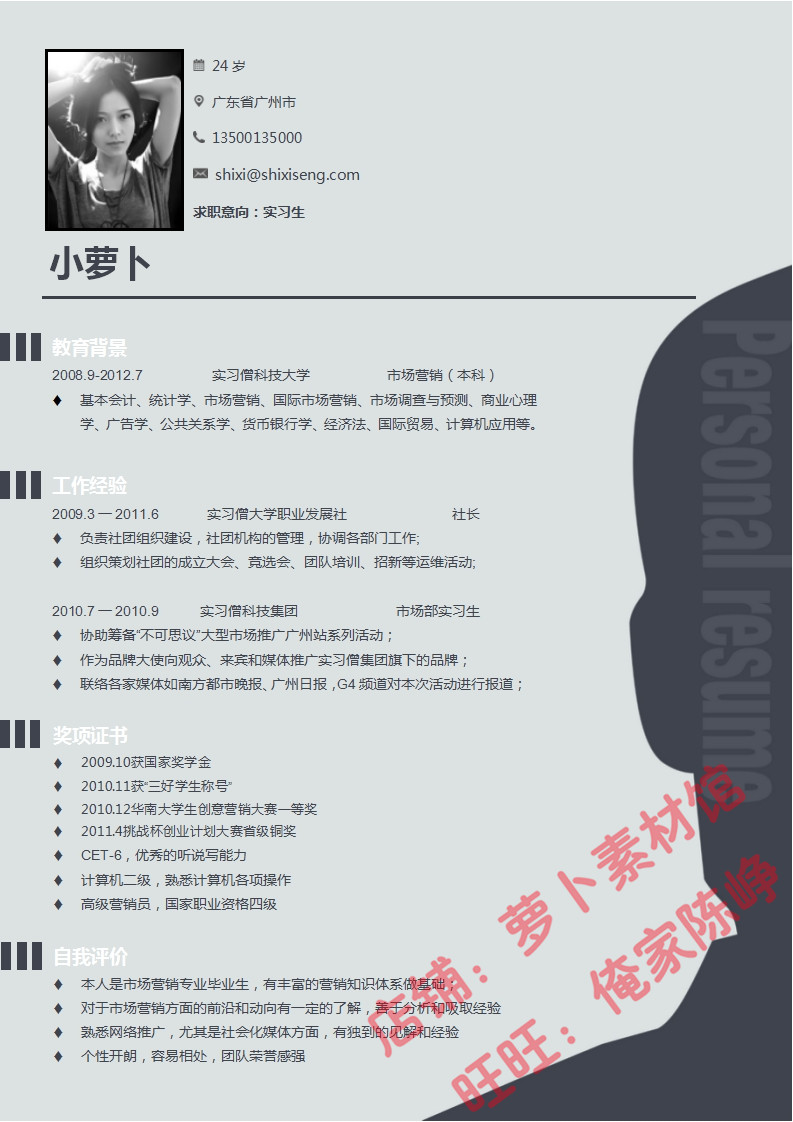 24 岁
广东省广州市
13500135000
shixi@shixiseng.com
求职意向：实习生
小萝卜
Personal resume
教育背景
2008.9-2012.7 实习僧科技大学 市场营销（本科）
♦ 基本会计、统计学、市场营销、国际市场营销、市场调查与预测、商业心理
学、广告学、公共关系学、货币银行学、经济法、国际贸易、计算机应用等。
工作经验
2009.3 — 2011.6 实习僧大学职业发展社 社长
♦ 负责社团组织建设，社团机构的管理，协调各部门工作;
♦ 组织策划社团的成立大会、竞选会、团队培训、招新等运维活动;
2010.7 — 2010.9 实习僧科技集团 市场部实习生
♦ 协助筹备“不可思议”大型市场推广广州站系列活动；
♦ 作为品牌大使向观众、来宾和媒体推广实习僧集团旗下的品牌；
♦ 联络各家媒体如南方都市晚报、广州日报，G4 频道对本次活动进行报道；
奖项证书
♦ 2009.10获国家奖学金
♦ 2010.11获“三好学生称号”
♦ 2010.12华南大学生创意营销大赛一等奖
♦ 2011.4挑战杯创业计划大赛省级铜奖
♦ CET-6，优秀的听说写能力
♦ 计算机二级，熟悉计算机各项操作
♦ 高级营销员，国家职业资格四级
自我评价
♦ 本人是市场营销专业毕业生，有丰富的营销知识体系做基础；
♦ 对于市场营销方面的前沿和动向有一定的了解，善于分析和吸取经验
♦ 熟悉网络推广，尤其是社会化媒体方面，有独到的见解和经验
♦ 个性开朗，容易相处，团队荣誉感强
店铺：萝卜素材馆
旺旺：俺家陈峥